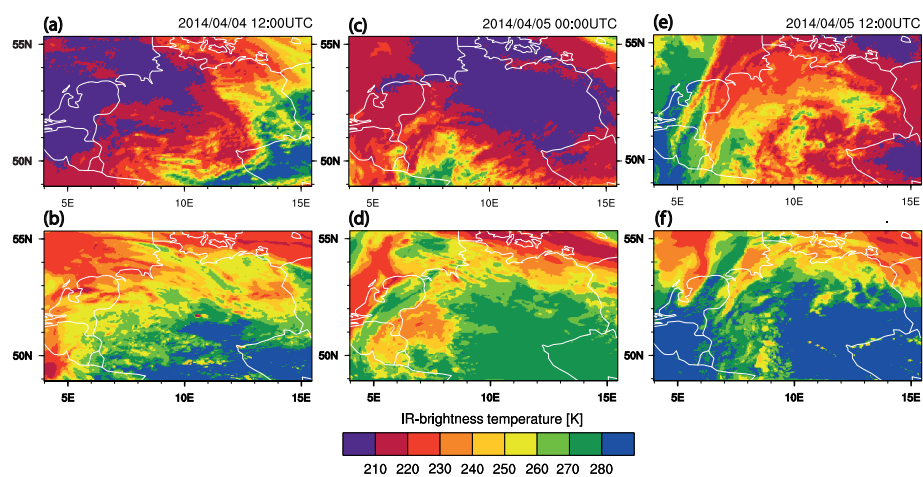 (a) 2014/04/04 12:00UTC
(c) 2014/04/05 00:00UTC
(e) 2014/04/05 12:00UTC
55N
50N
5E 10E 15E
55N
50N
5E 10E 15E
55N
50N
5E 10E 15E
(b)
(d)
(f)
55N
50N
5E 10E 15E
55N
50N
5E 10E 15E
55N
50N
5E 10E 15E
IR-brightness temperature [K]
210 220 230 240 250 260 270 280